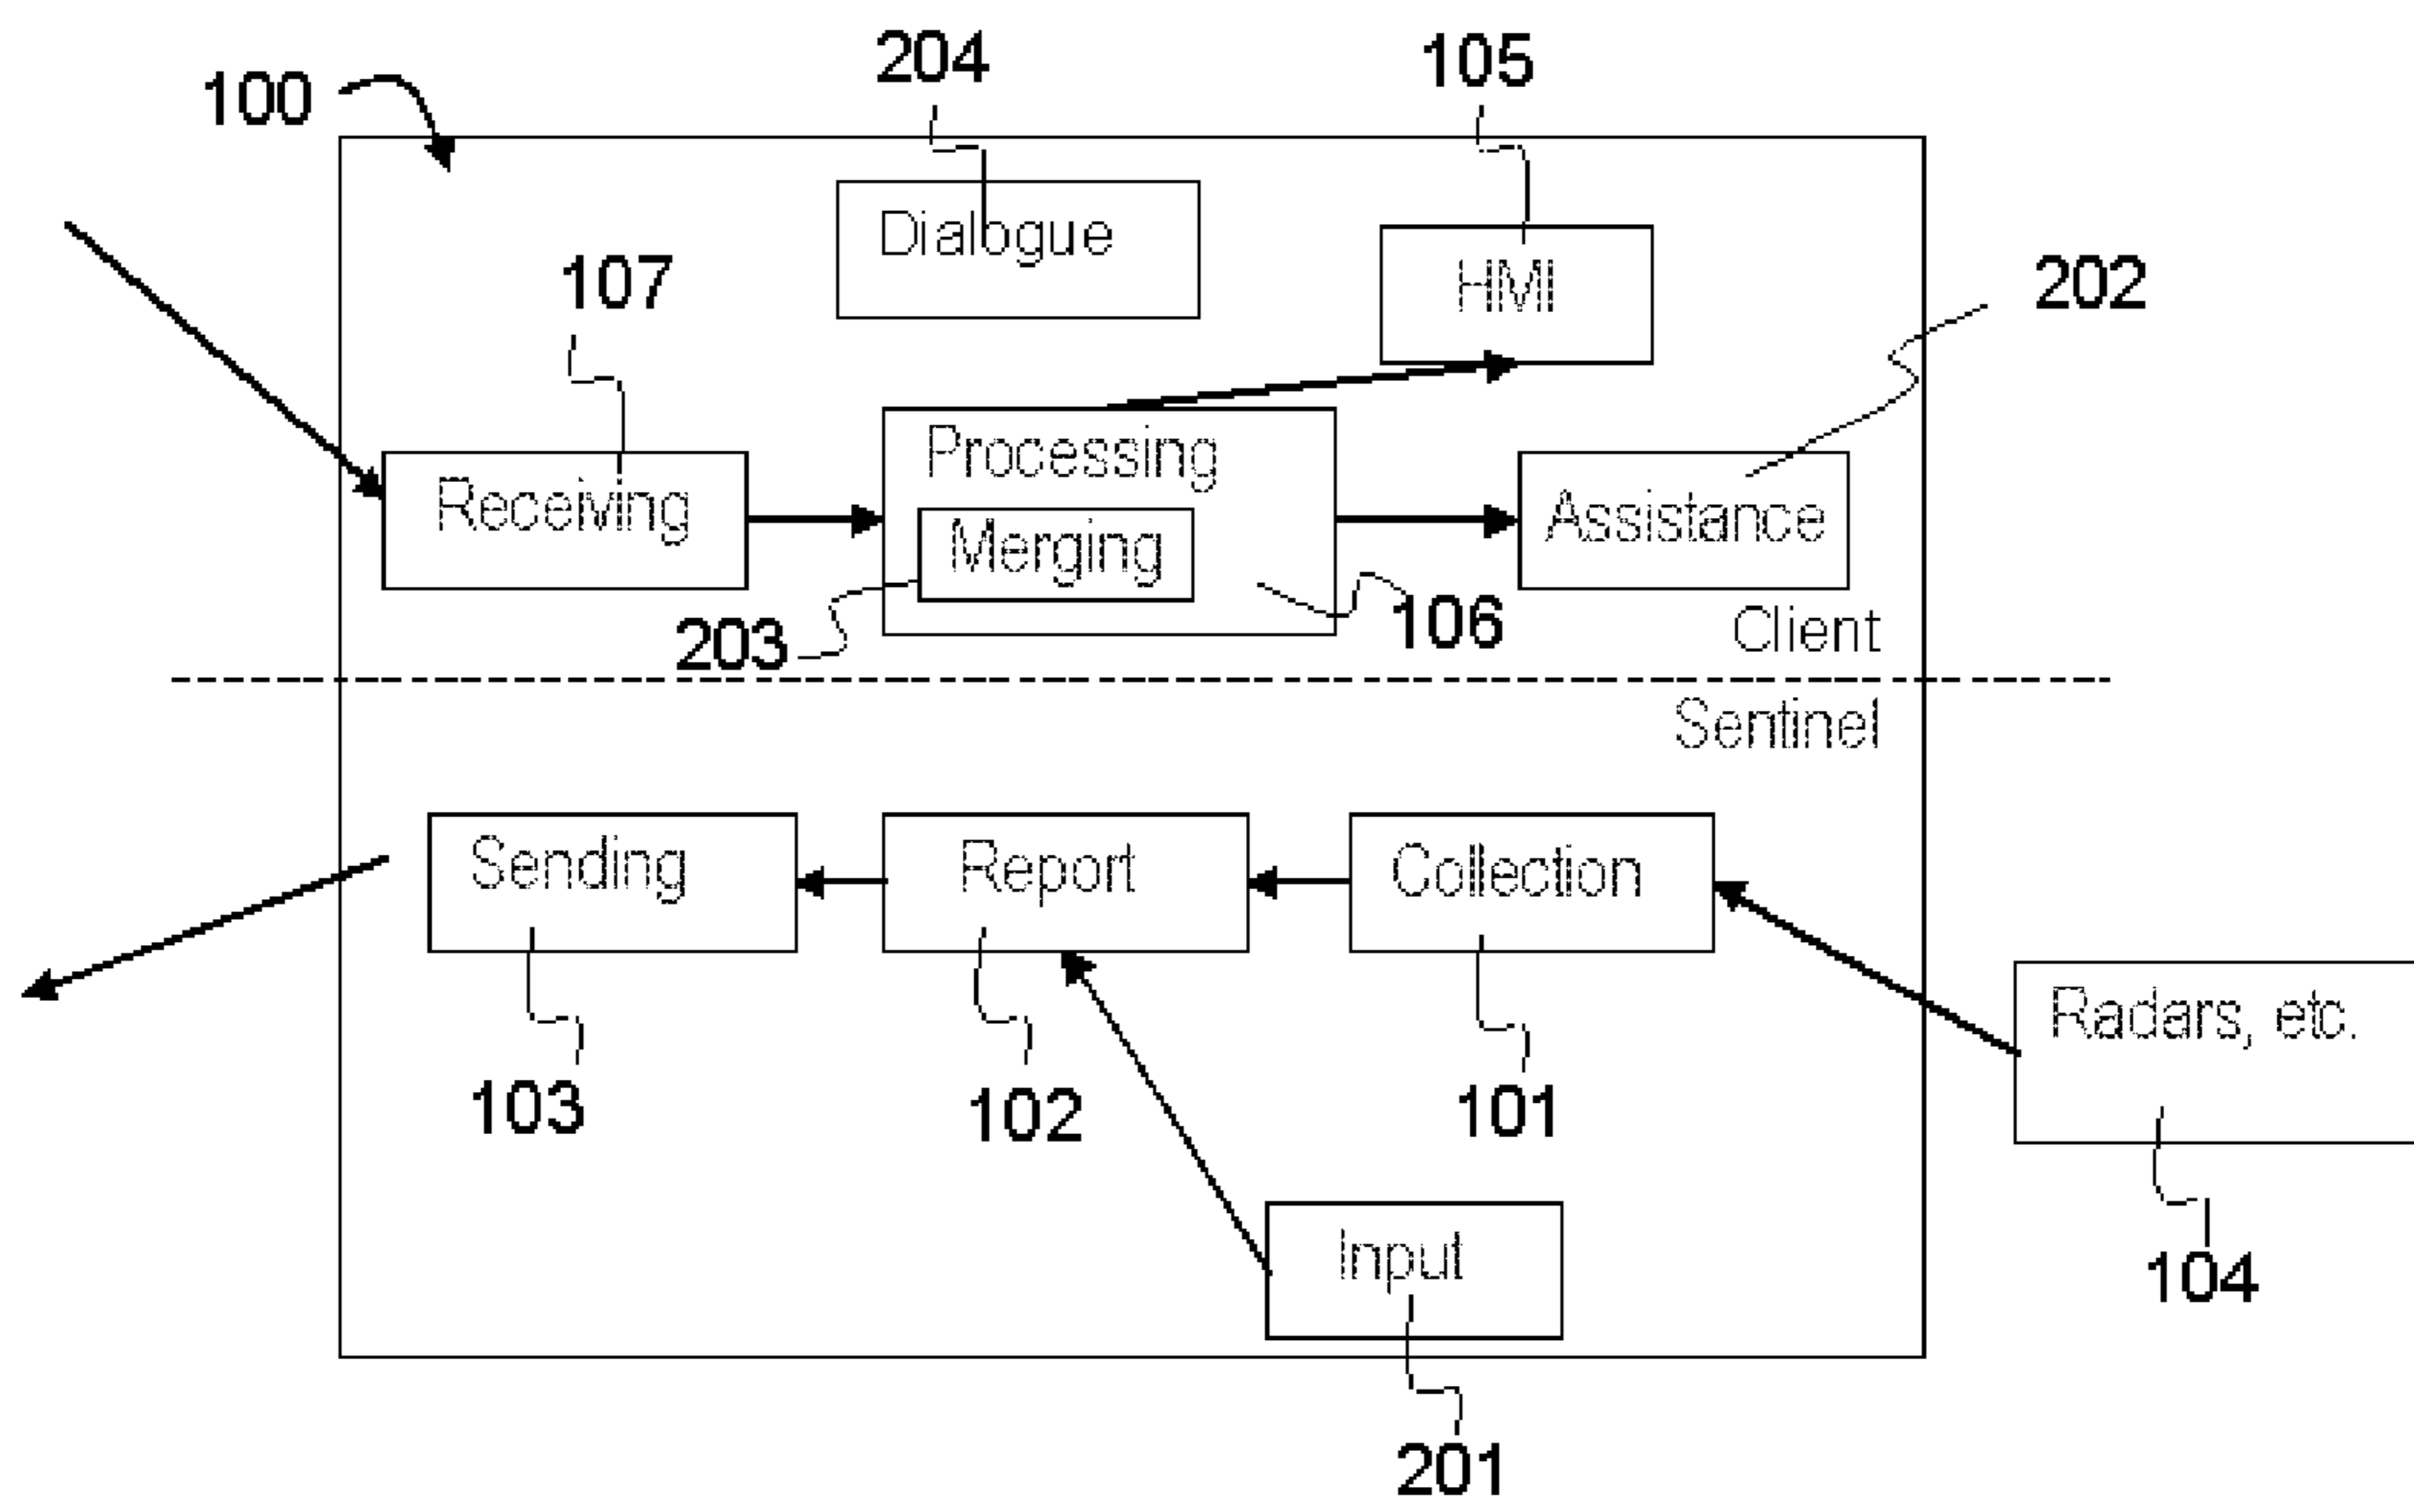 204
105
100
Dialogue
107
HMI
202
Processing
Receiving
Merging
Assistance
203
106
Client
Sentinel
Sending
Report
Collection
Radars, etc.
103
102
101
Input
104
201